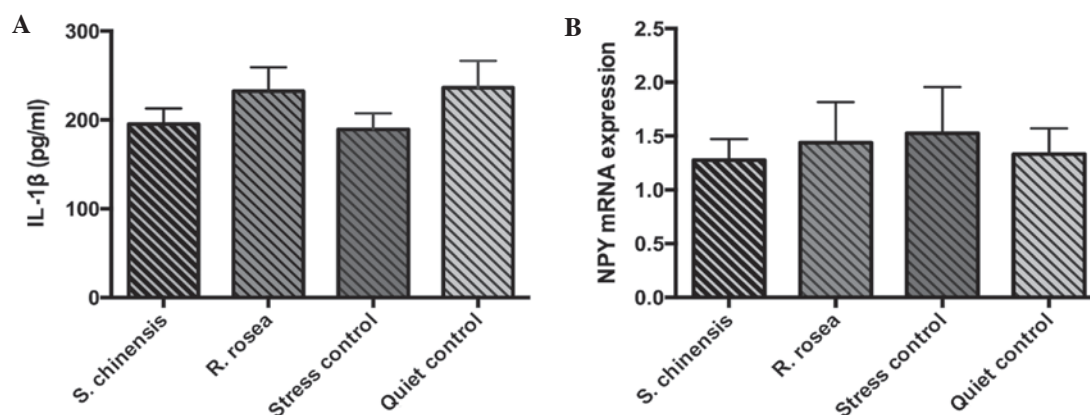 A
IL-1β (pg/ml)
300
200
100
0
S. chinensis
R. rosea
Stress control
Quiet control
B
NPY mRNA expression
2.5
2.0
1.5
1.0
0.5
0.0
S. chinensis
R. rosea
Stress control
Quiet control